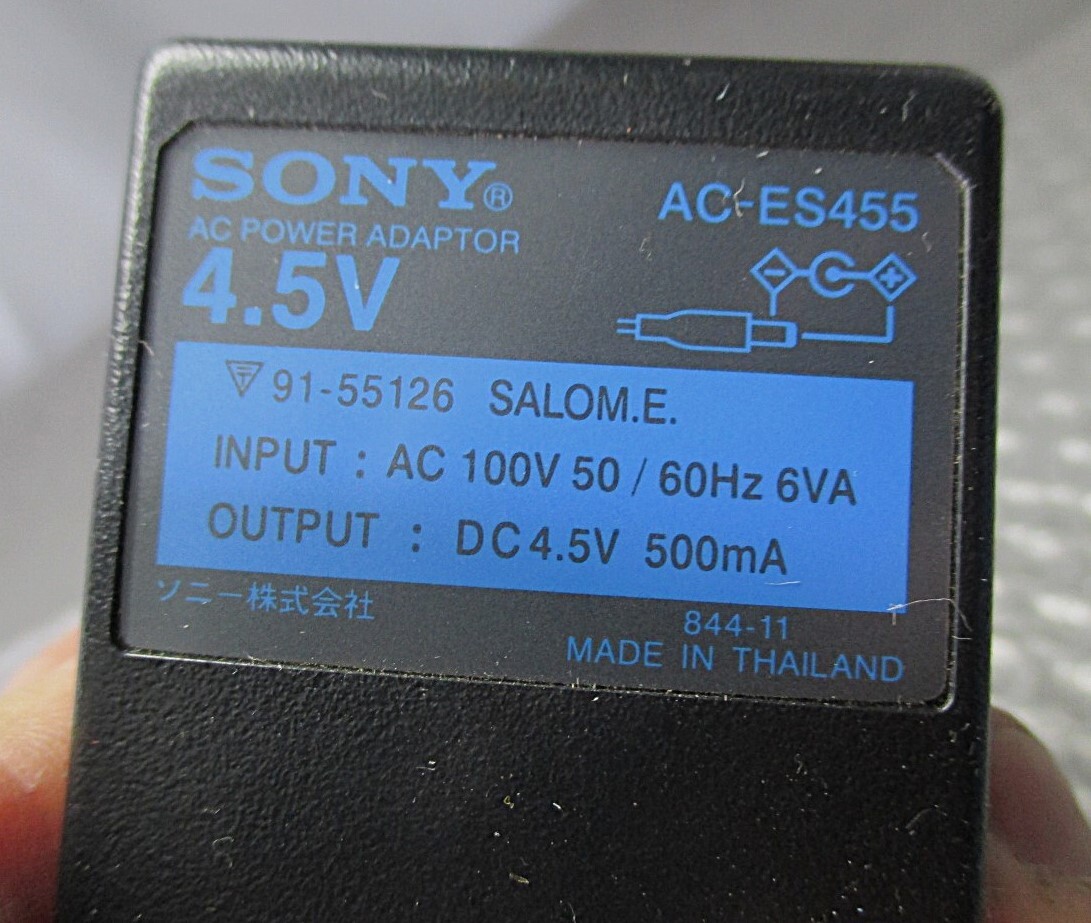 SONY®
AC-ES455
AC POWER ADAPTOR
4.5V
- C +
T 91-55126 SALOM.E.
INPUT : AC 100V 50 / 60Hz 6VA
OUTPUT : DC 4.5V 500mA
ソニー株式会社
844-11
MADE IN THAILAND